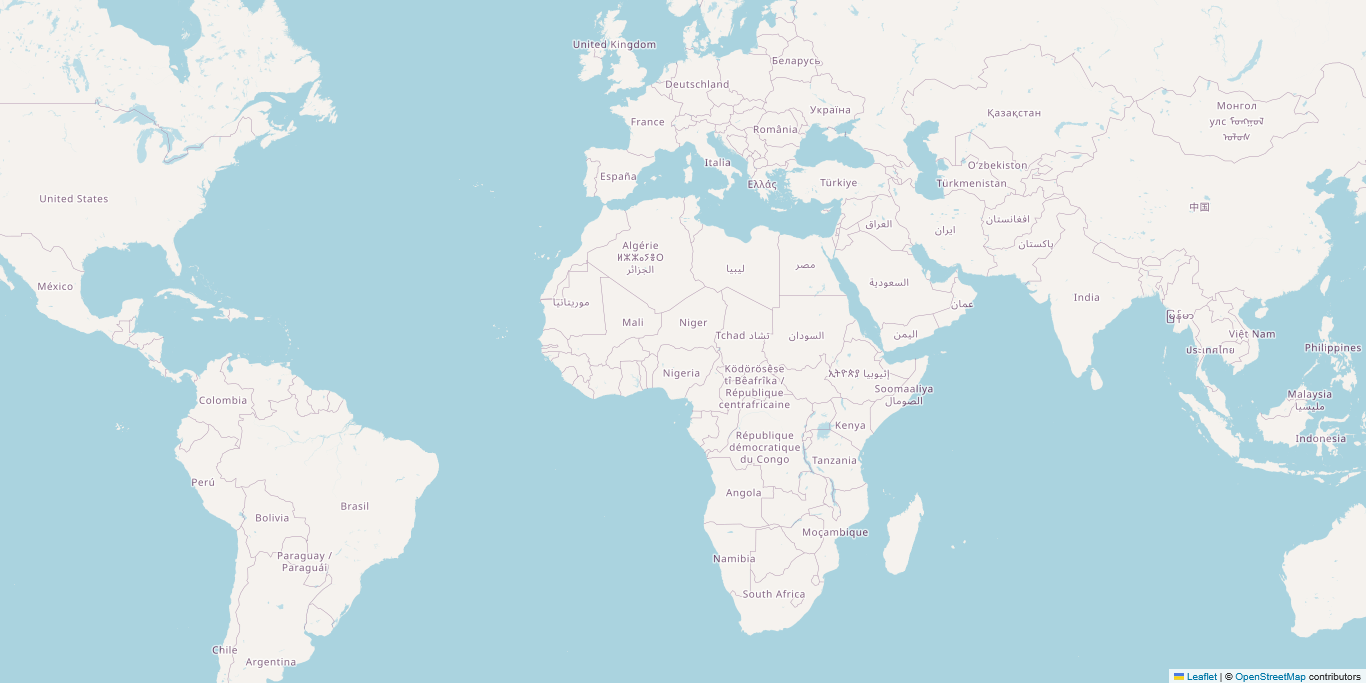 United Kingdom
Беларусь
Deutschland
Україна
France
România
Italia
España
Ελλάς
Türkiye
Қазақстан
Монгол
улс ᠮᠣᠩᠭᠣᠯ
ᠤᠯᠤᠰ
Oʻzbekiston
Türkmenistan
中国
United States
México
Algérie
ⵍⵣⵣⴰⵢⴻⵔ
الجزائر
ليبيا
مصر
العراق
ایران
افغانستان
پاکستان
السعودية
عمان
اليمن
India
Việt Nam
ประเทศไทย
Philippines
Malaysia
مليسيا
Indonesia
موريتانيا
Mali
Niger
Tchad تشاد
السودان
Nigeria
Ködörösêse
tî Bêafrîka /
République
centrafricaine
ኢትዮጵያ إثيوبيا
Soomaaliya
الصومال
Kenya
République
démocratique
du Congo
Tanzania
Angola
Moçambique
Namibia
South Africa
Colombia
Perú
Brasil
Bolivia
Paraguay /
Paraguái
Chile
Argentina
Leaflet | © OpenStreetMap contributors